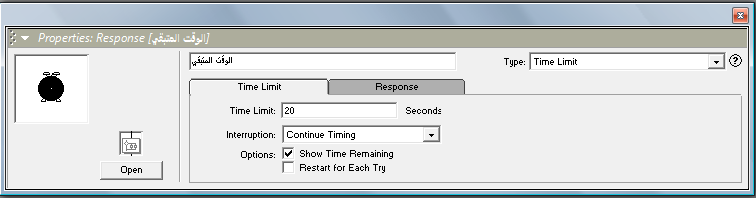 Properties: Response [الوقت المتبقي]
الوقت المتبقي
Type: Time Limit
Time Limit
Response
Time Limit: 20 Seconds
Interruption: Continue Timing
Options: Show Time Remaining
Restart for Each Try
Open